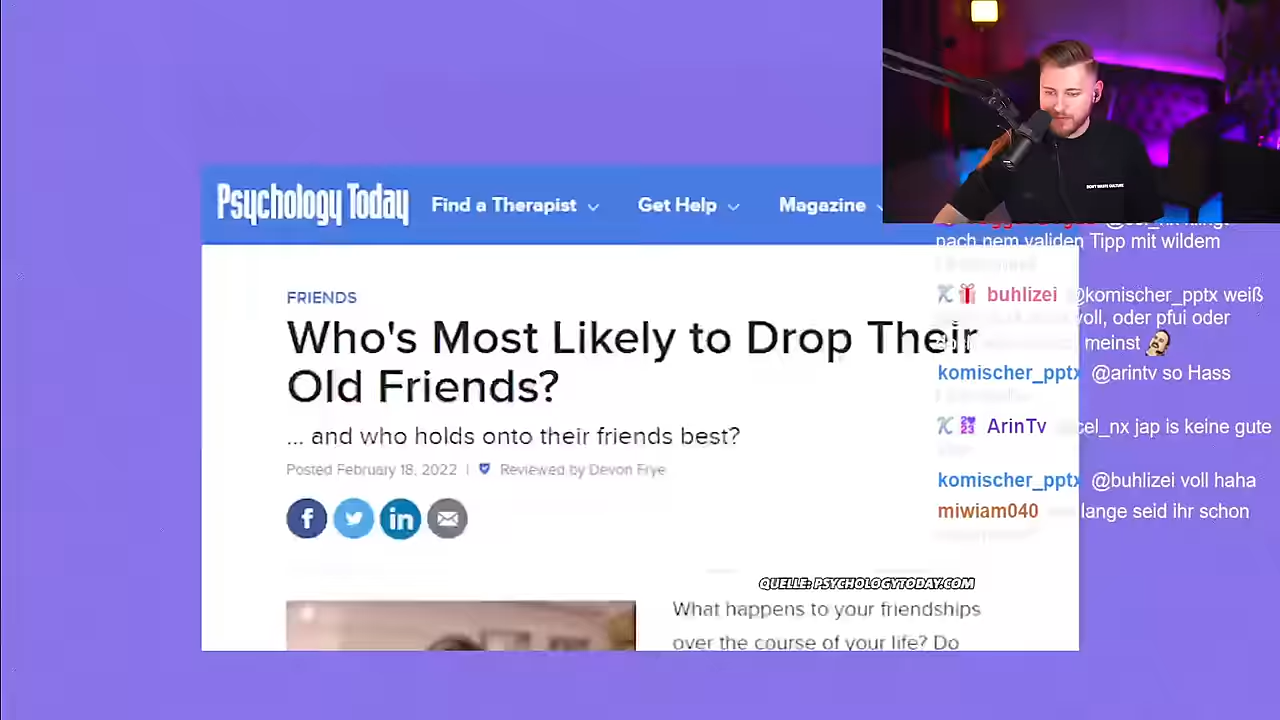 Psychology Today
Find a Therapist
Get Help
Magazine
FRIENDS
Who's Most Likely to Drop Their
Old Friends?
... and who holds onto their friends best?
Posted February 18, 2022 | Reviewed by Devon Frye
QUELLE: PSYCHOLOGYTODAY.COM
What happens to your friendships
over the course of your life? Do
nach nem validen Tipp mit wildem
buhlizei @komischer_pptx weiß
voll, oder pfui oder
meinst
komischer_pptx @arintv so Hass
ArinTv jap is keine gute
komischer_pptx @buhlizei voll haha
miwiam040 lange seid ihr schon